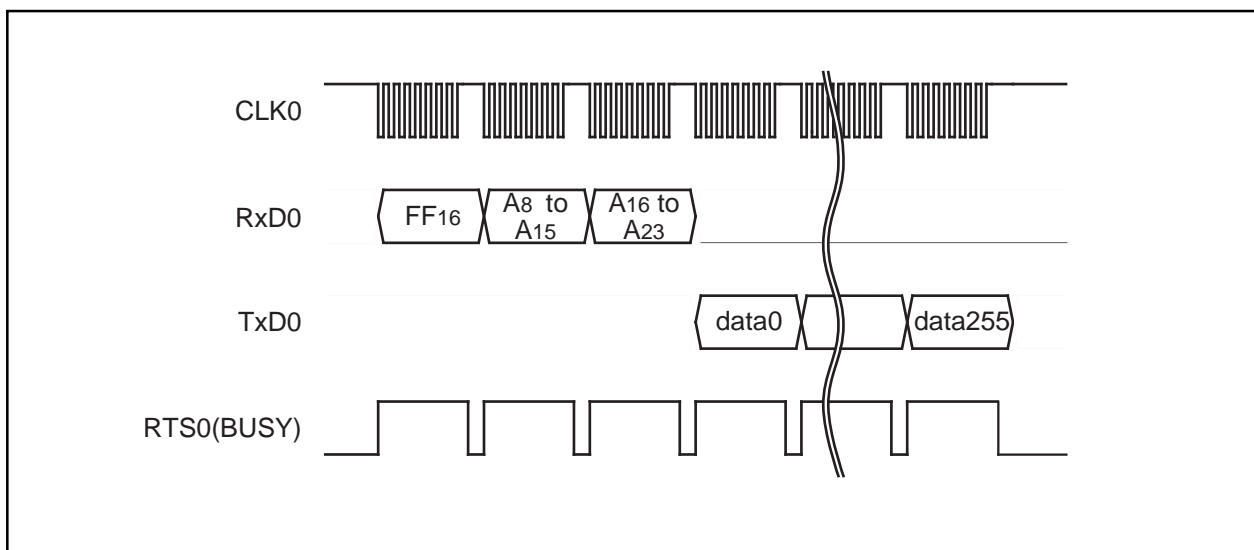 CLK0
RxD0
FF16
A8 to
A15
A16 to
A23
TxD0
data0
data255
RTS0(BUSY)